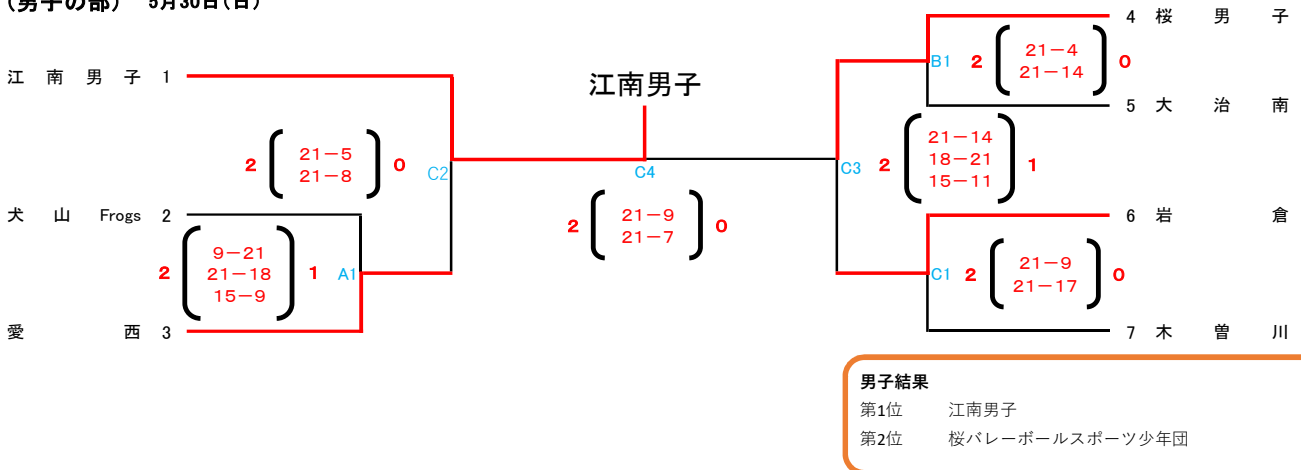 (男子の部) 5月30日(日)
4 桜 男 子
B1 2 21-4 0
21-14
江 南 男 子 1
江南男子
5 大 治 南
2 21-5 0
21-8
C2
C4
C3 2 21-14 1
18-21
15-11
犬 山 Frogs 2
2 21-9 0
21-7
6 岩 倉
2 9-21 1
21-18
15-9
A1
C1 2 21-9 0
21-17
愛 西 3
7 木 曽 川
男子結果
第1位 江南男子
第2位 桜バレーボールスポーツ少年団